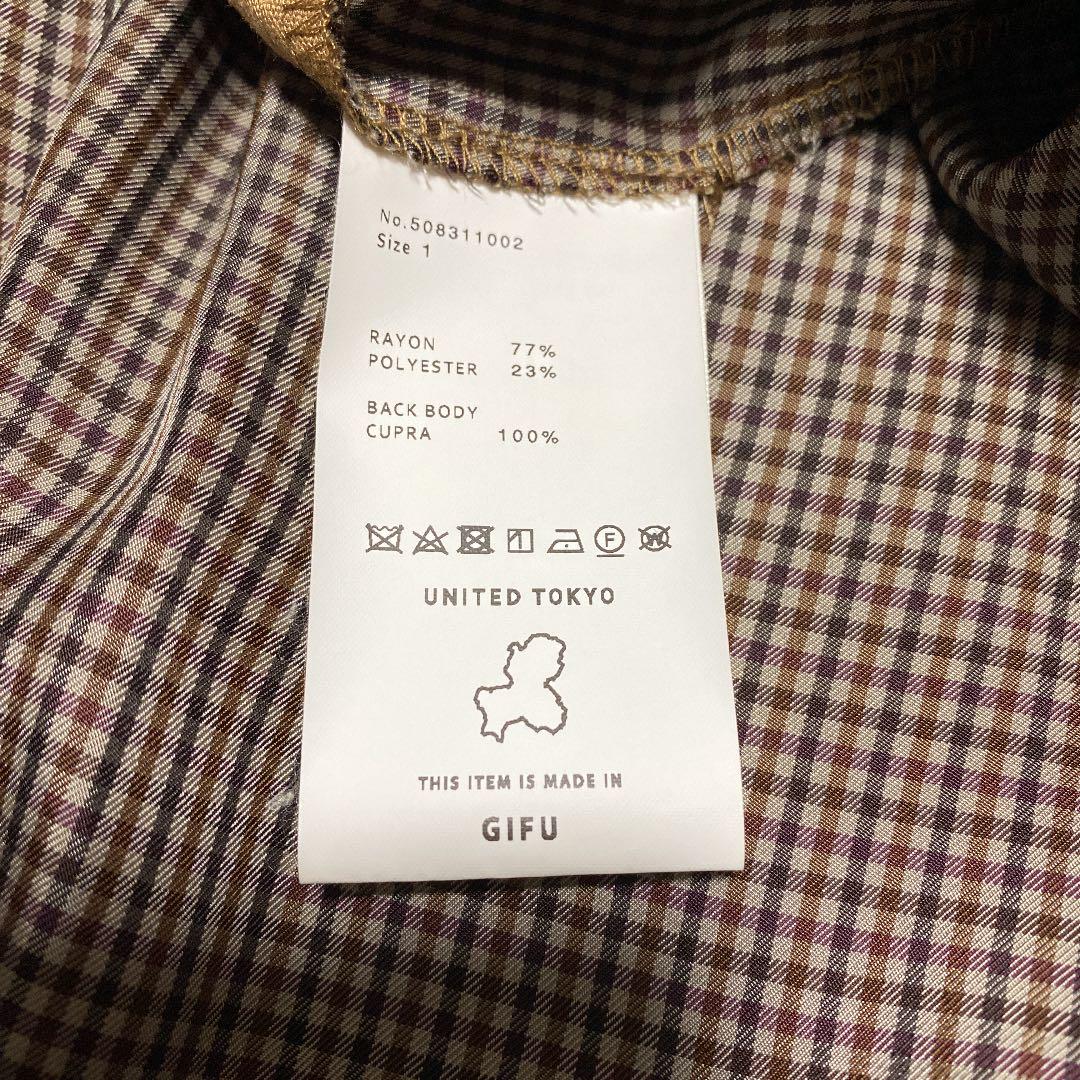 No.508311002
Size 1
RAYON 77%
POLYESTER 23%
BACK BODY
CUPRA 100%
F W
UNITED TOKYO
THIS ITEM IS MADE IN
GIFU